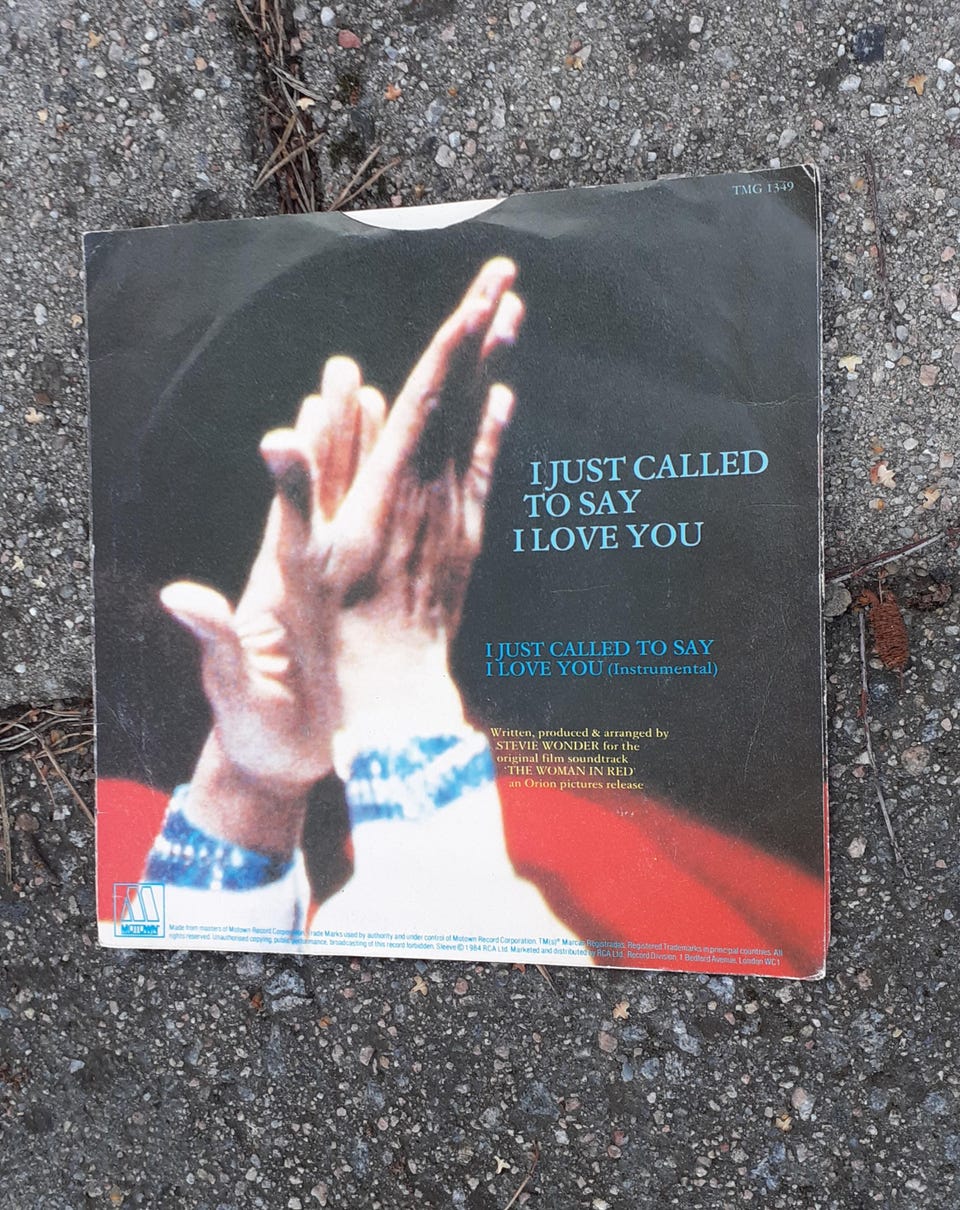 TMG 1349
I JUST CALLED
TO SAY
I LOVE YOU
I JUST CALLED TO SAY
I LOVE YOU (Instrumental)
Written, produced & arranged by
STEVIE WONDER for the
original film soundtrack
'THE WOMAN IN RED'
an Orion pictures release
MOTOWN
Made from masters of Motown Record Corporation. Trade Marks used by authority and under control of Motown Record Corporation. TM(s)® Marcas Registradas. Registered Trademarks in principal countries. All
rights reserved. Unauthorised copying, public performance, broadcasting of this record forbidden. Sleeve © 1984 RCA Ltd. Marketed and distributed by RCA Ltd., Record Division, 1 Bedford Avenue, London WC1